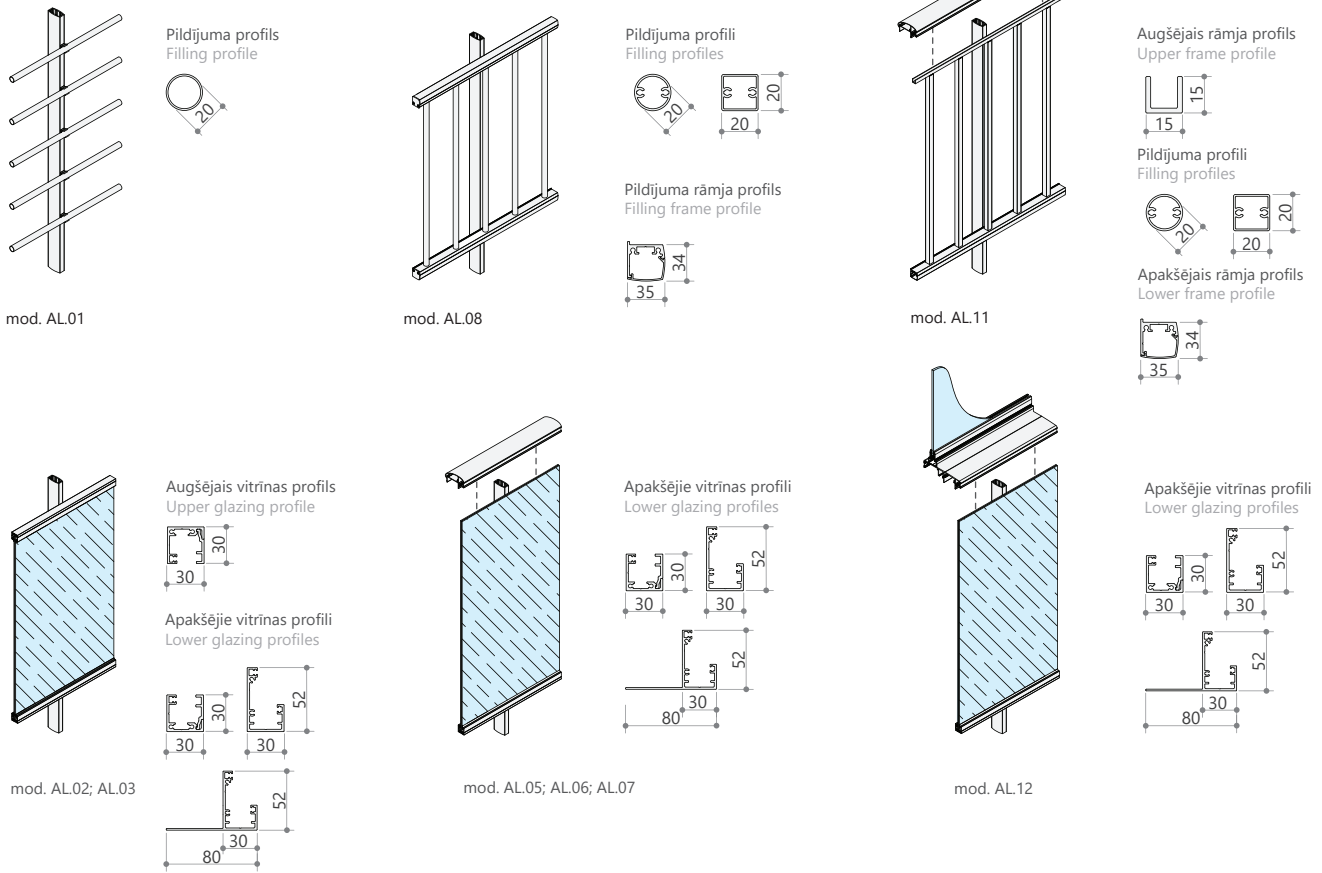 Pildījuma profils
Filling profile
20
mod. AL.01
Pildījuma profili
Filling profiles
20
20
20
Pildījuma rāmja profils
Filling frame profile
34
35
mod. AL.08
Augšējais rāmja profils
Upper frame profile
15
15
Pildījuma profili
Filling profiles
20
20
20
Apakšējais rāmja profils
Lower frame profile
34
35
mod. AL.11
Augšējais vitrīnas profils
Upper glazing profile
30
30
Apakšējie vitrīnas profili
Lower glazing profiles
30
52
30
30
52
30
80
mod. AL.02; AL.03
Apakšējie vitrīnas profili
Lower glazing profiles
30
52
30
30
52
30
80
mod. AL.05; AL.06; AL.07
Apakšējie vitrīnas profili
Lower glazing profiles
30
52
30
30
52
30
80
mod. AL.12